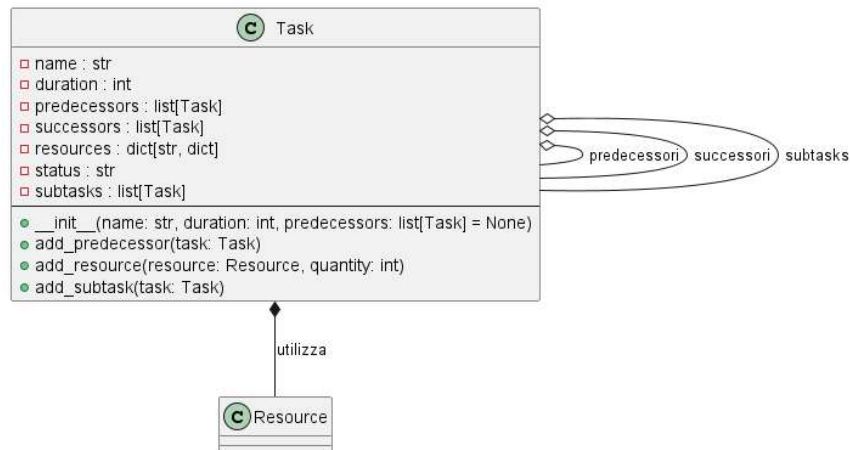 C Task
name : str
duration : int
predecessors : list[Task]
successors : list[Task]
resources : dict[str, dict]
status : str
subtasks : list[Task]
__init__(name: str, duration: int, predecessors: list[Task] = None)
add_predecessor(task: Task)
add_resource(resource: Resource, quantity: int)
add_subtask(task: Task)
predecessori
successori
subtasks
utilizza
C Resource